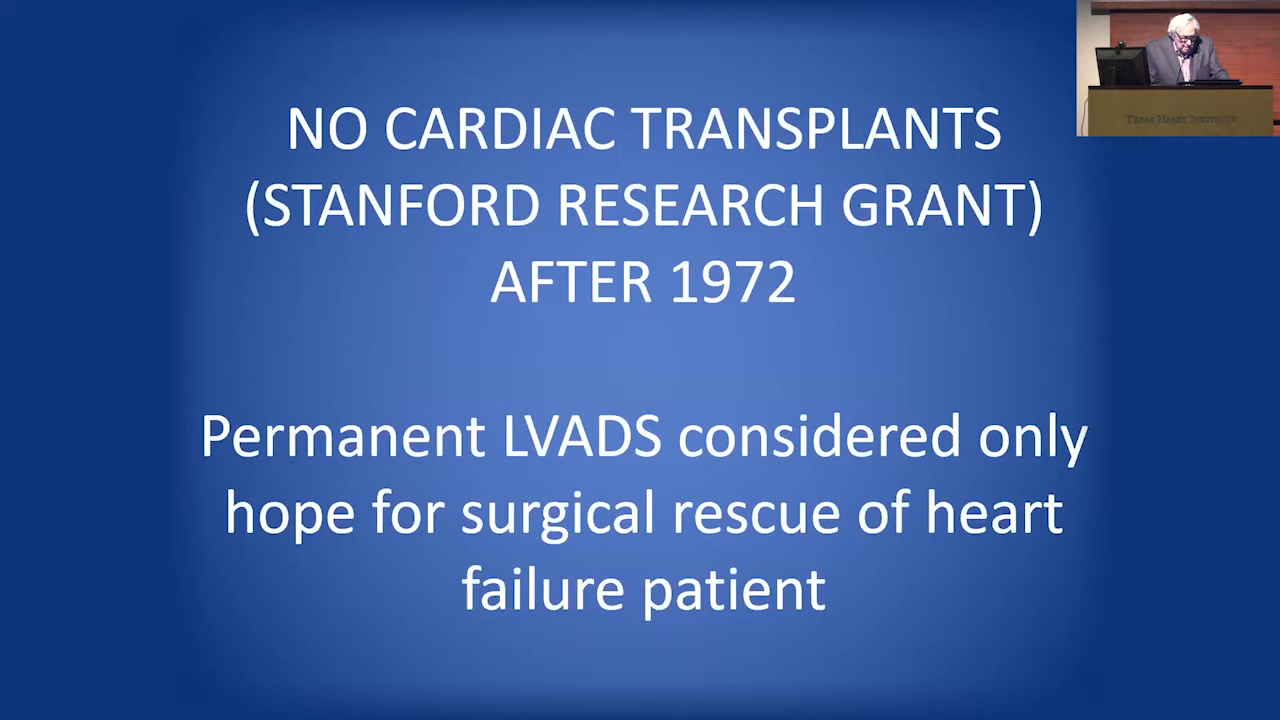 NO CARDIAC TRANSPLANTS
(STANFORD RESEARCH GRANT)
AFTER 1972
Permanent LVADS considered only
hope for surgical rescue of heart
failure patient
TEXAS HEART INSTITUTE